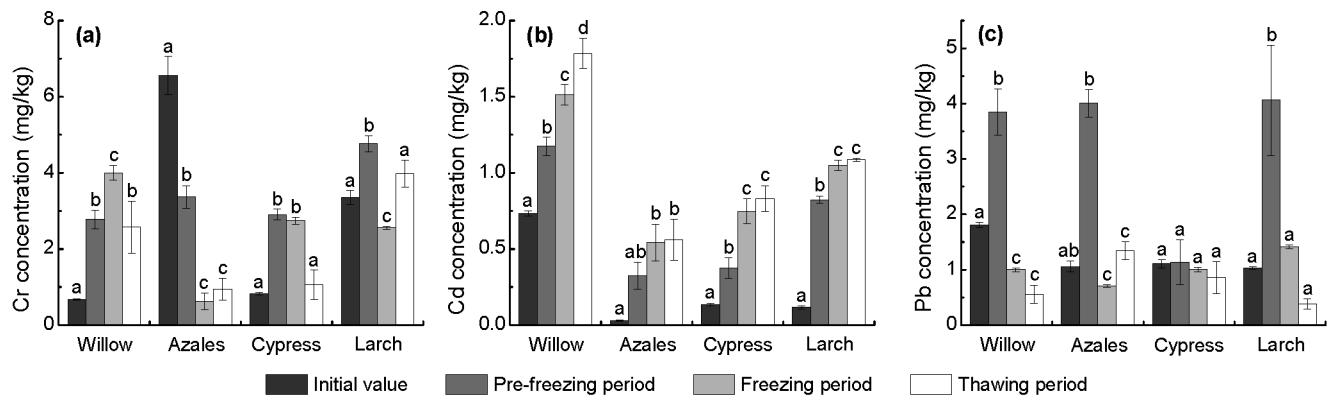 (a)
Cr concentration (mg/kg)
8
6
4
2
0
a b c b
a b c c
a b b a
a b c a
Willow Azales Cypress Larch
(b)
Cd concentration (mg/kg)
2.0
1.5
1.0
0.5
0.0
a b c d
a ab b b
a b c c
a b c c
Willow Azales Cypress Larch
(c)
Pb concentration (mg/kg)
5
4
3
2
1
0
a b c c
ab b c c
a a a a
a b a a
Willow Azales Cypress Larch
Initial value Pre-freezing period Freezing period Thawing period